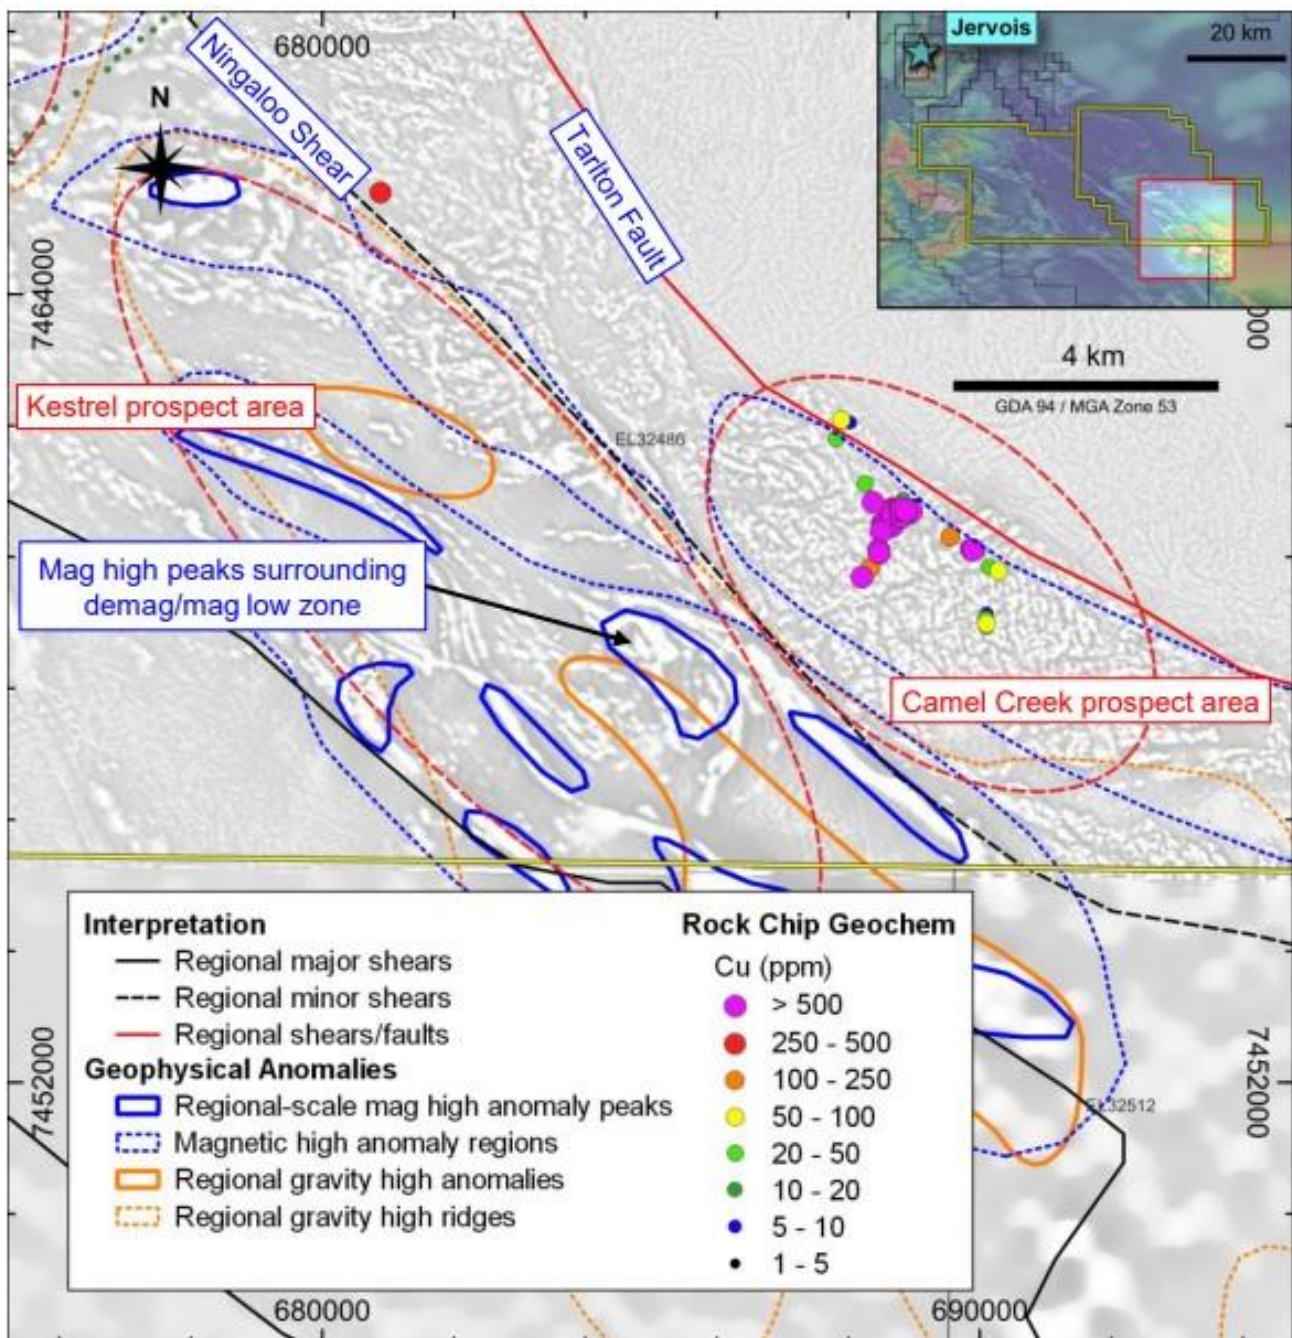 680000
Jervois
20 km
N
Ningaloo Shear
Tarlton Fault
7464000
000
4 km
GDA 94 / MGA Zone 53
Kestrel prospect area
EL32486
Mag high peaks surrounding
demag/mag low zone
Camel Creek prospect area
Interpretation
Regional major shears
Regional minor shears
Regional shears/faults
Geophysical Anomalies
Regional-scale mag high anomaly peaks
Magnetic high anomaly regions
Regional gravity high anomalies
Regional gravity high ridges
Rock Chip Geochem
Cu (ppm)
> 500
250 - 500
100 - 250
50 - 100
20 - 50
10 - 20
5 - 10
1 - 5
7452000
7452000
EL32512
680000
690000